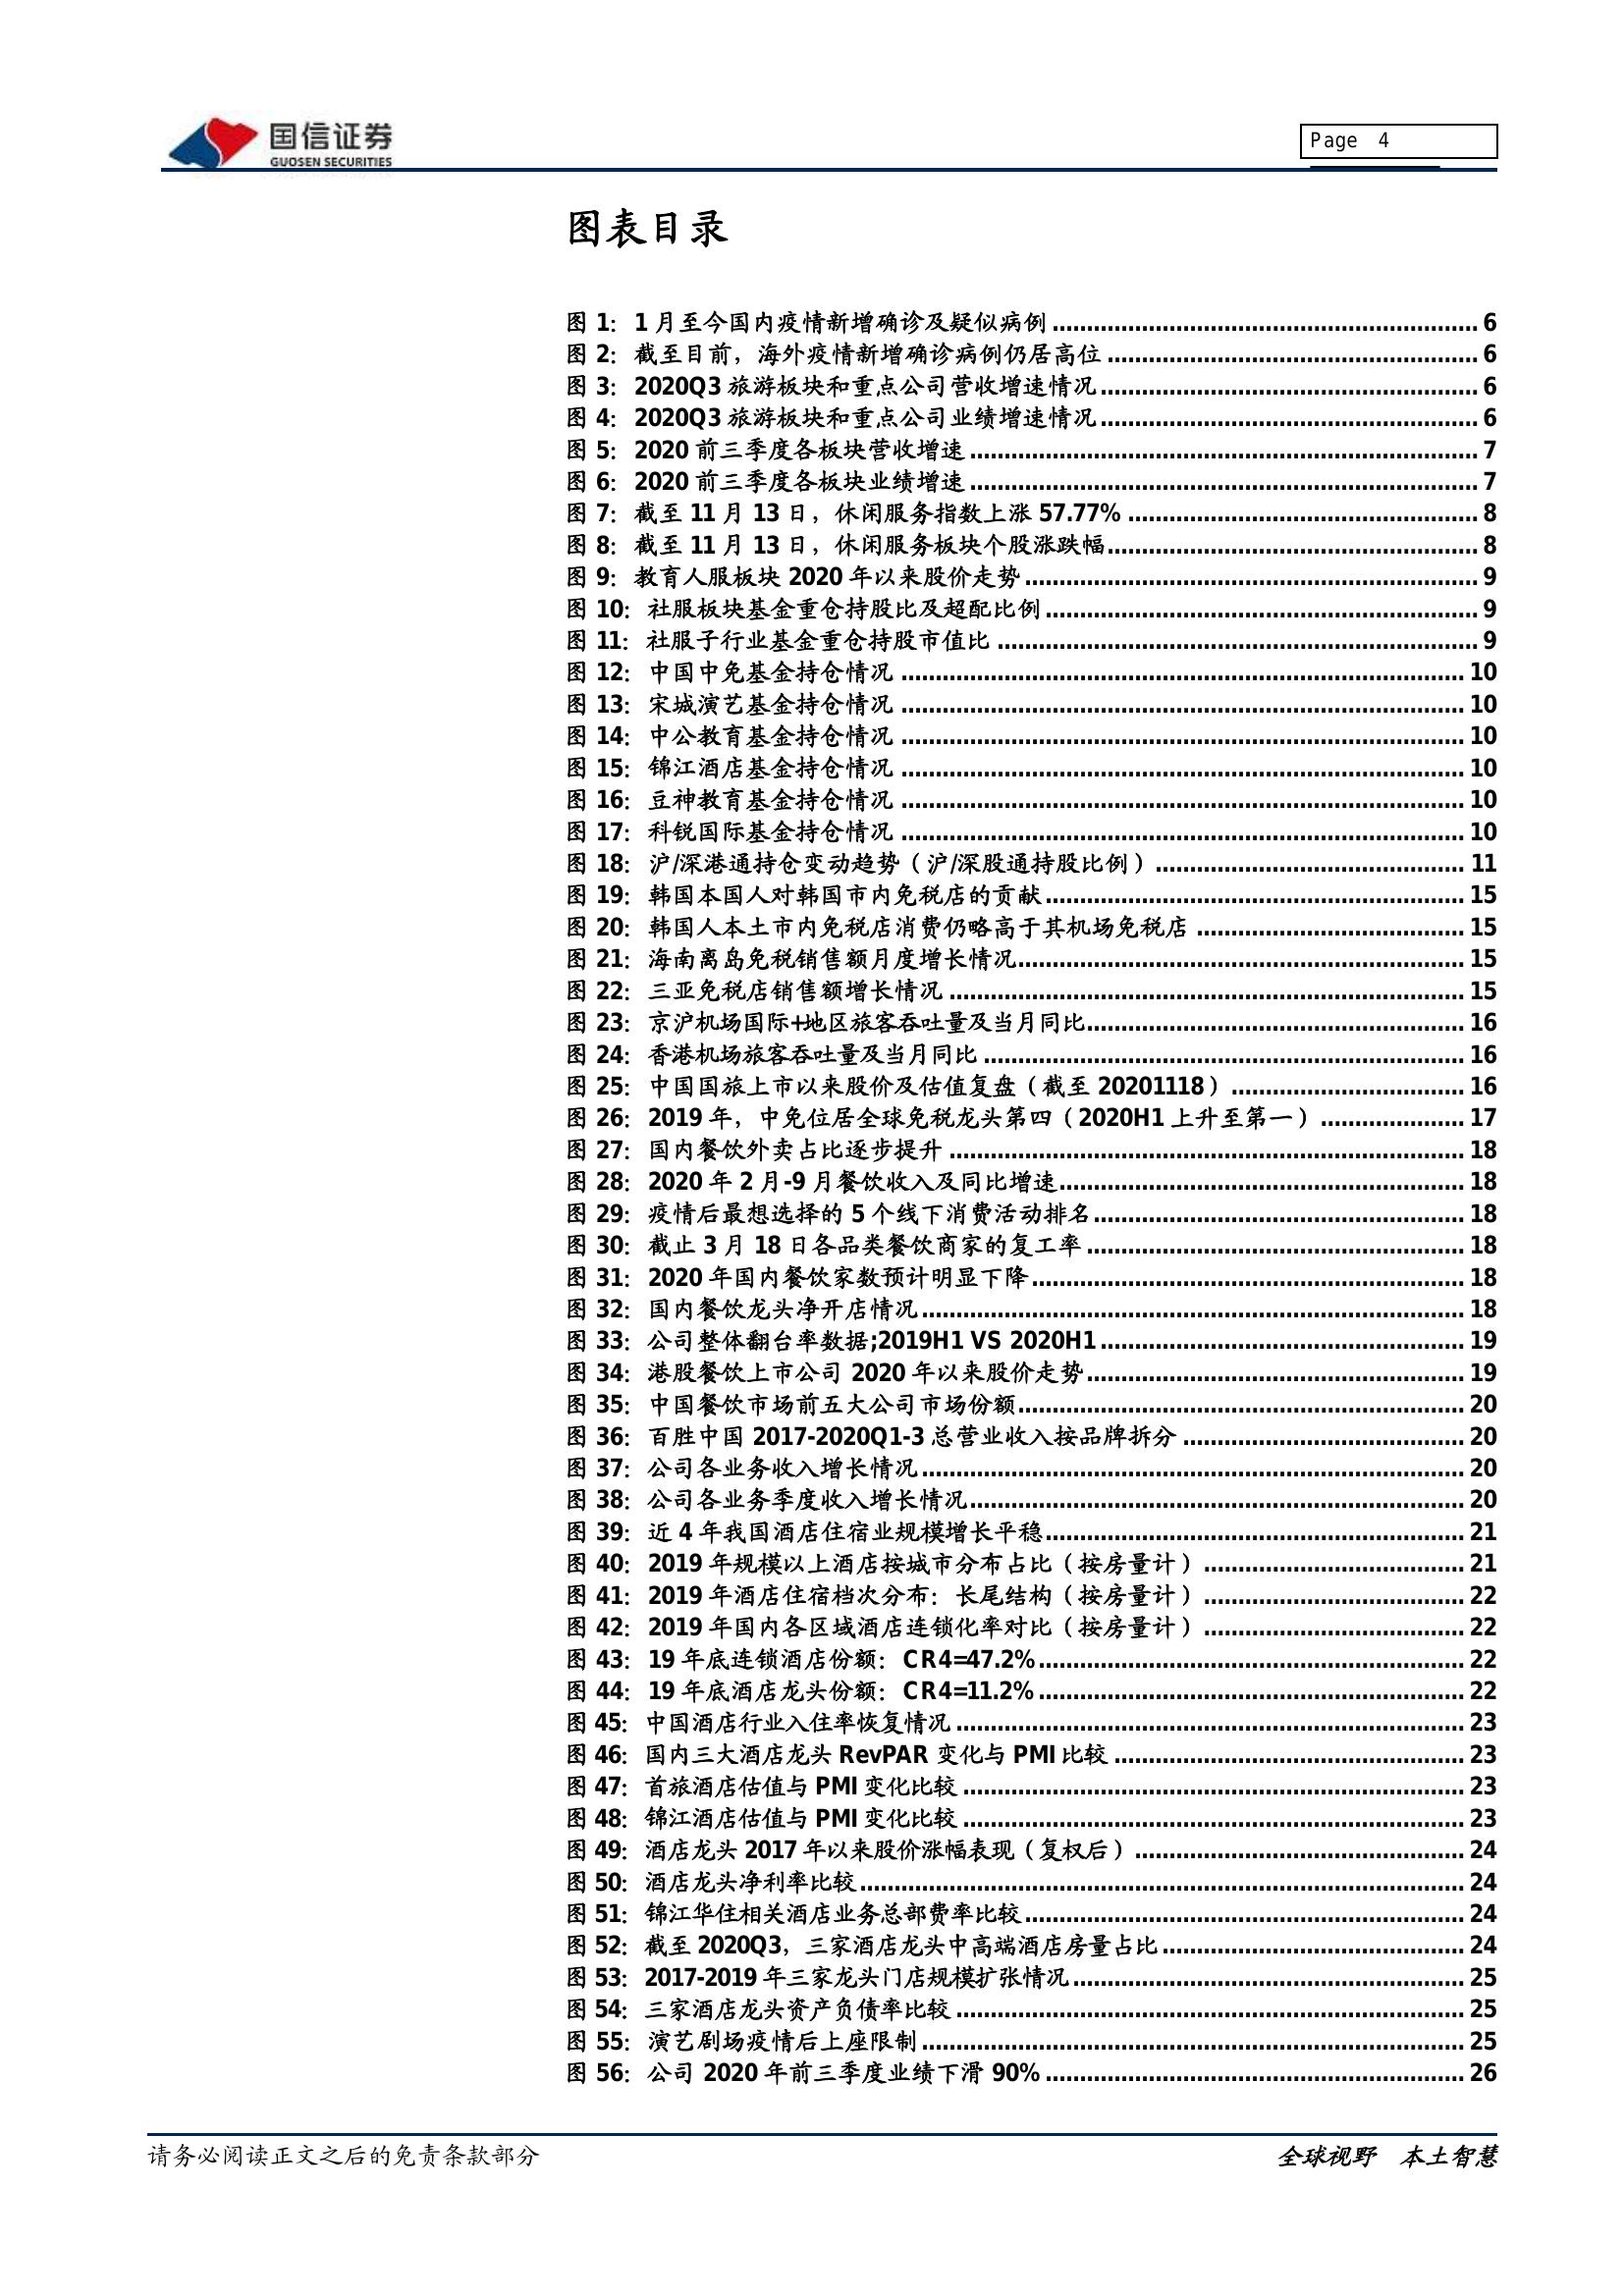 国信证券
GUOSEN SECURITIES
Page 4
图表目录
图 1：1 月至今国内疫情新增确诊及疑似病例 6
图 2：截至目前，海外疫情新增确诊病例仍居高位 6
图 3：2020Q3 旅游板块和重点公司营收增速情况 6
图 4：2020Q3 旅游板块和重点公司业绩增速情况 6
图 5：2020 前三季度各板块营收增速 7
图 6：2020 前三季度各板块业绩增速 7
图 7：截至 11 月 13 日，休闲服务指数上涨 57.77% 8
图 8：截至 11 月 13 日，休闲服务板块个股涨跌幅 8
图 9：教育人服板块 2020 年以来股价走势 9
图 10：社服板块基金重仓持股比及超配比例 9
图 11：社服子行业基金重仓持股市值比 9
图 12：中国中免基金持仓情况 10
图 13：宋城演艺基金持仓情况 10
图 14：中公教育基金持仓情况 10
图 15：锦江酒店基金持仓情况 10
图 16：豆神教育基金持仓情况 10
图 17：科锐国际基金持仓情况 10
图 18：沪/深港通持仓变动趋势（沪/深股通持股比例） 11
图 19：韩国本国人对韩国市内免税店的贡献 15
图 20：韩国人本土市内免税店消费仍略高于其机场免税店 15
图 21：海南离岛免税销售额月度增长情况 15
图 22：三亚免税店销售额增长情况 15
图 23：京沪机场国际+地区旅客吞吐量及当月同比 16
图 24：香港机场旅客吞吐量及当月同比 16
图 25：中国国旅上市以来股价及估值复盘（截至 20201118） 16
图 26：2019 年，中免位居全球免税龙头第四（2020H1 上升至第一） 17
图 27：国内餐饮外卖占比逐步提升 18
图 28：2020 年 2 月-9 月餐饮收入及同比增速 18
图 29：疫情后最想选择的 5 个线下消费活动排名 18
图 30：截止 3 月 18 日各品类餐饮商家的复工率 18
图 31：2020 年国内餐饮家数预计明显下降 18
图 32：国内餐饮龙头净开店情况 18
图 33：公司整体翻台率数据;2019H1 VS 2020H1 19
图 34：港股餐饮上市公司 2020 年以来股价走势 19
图 35：中国餐饮市场前五大公司市场份额 20
图 36：百胜中国 2017-2020Q1-3 总营业收入按品牌拆分 20
图 37：公司各业务收入增长情况 20
图 38：公司各业务季度收入增长情况 20
图 39：近 4 年我国酒店住宿业规模增长平稳 21
图 40：2019 年规模以上酒店按城市分布占比（按房量计） 21
图 41：2019 年酒店住宿档次分布：长尾结构（按房量计） 22
图 42：2019 年国内各区域酒店连锁化率对比（按房量计） 22
图 43：19 年底连锁酒店份额：CR4=47.2% 22
图 44：19 年底酒店龙头份额：CR4=11.2% 22
图 45：中国酒店行业入住率恢复情况 23
图 46：国内三大酒店龙头 RevPAR 变化与 PMI 比较 23
图 47：首旅酒店估值与 PMI 变化比较 23
图 48：锦江酒店估值与 PMI 变化比较 23
图 49：酒店龙头 2017 年以来股价涨幅表现（复权后） 24
图 50：酒店龙头净利率比较 24
图 51：锦江华住相关酒店业务总部费率比较 24
图 52：截至 2020Q3，三家酒店龙头中高端酒店房量占比 24
图 53：2017-2019 年三家龙头门店规模扩张情况 25
图 54：三家酒店龙头资产负债率比较 25
图 55：演艺剧场疫情后上座限制 25
图 56：公司 2020 年前三季度业绩下滑 90% 26
请务必阅读正文之后的免责条款部分
全球视野 本土智慧